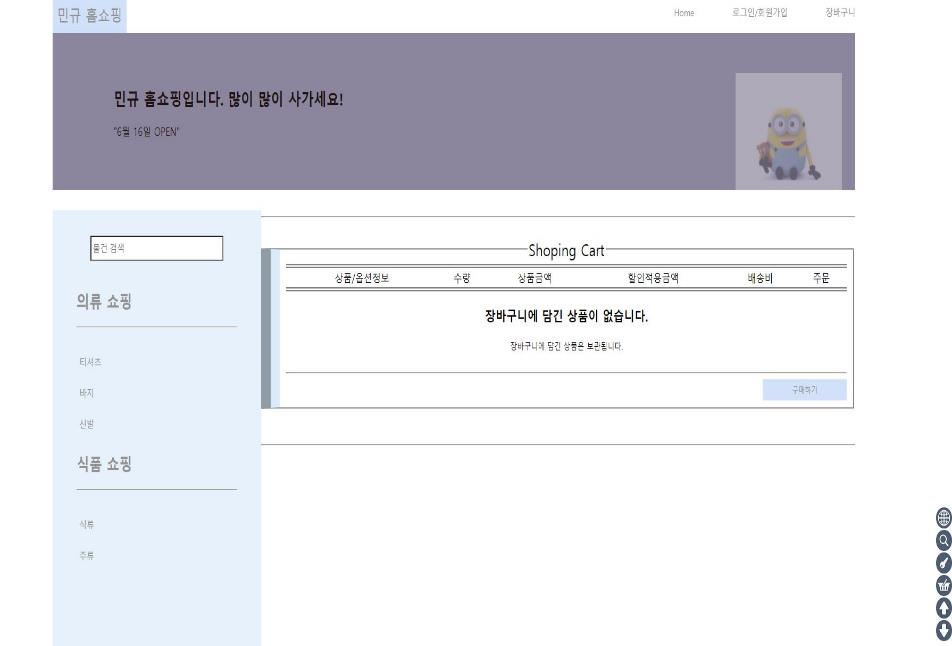 민규 홈쇼핑
Home 로그인/회원가입 장바구니
민규 홈쇼핑입니다. 많이 많이 사가세요!
"6월 16일 OPEN"
물건 검색
의류 쇼핑
티셔츠
바지
신발
식품 쇼핑
식류
주류
Shoping Cart
상품/옵션정보 수량 상품금액 할인적용금액 배송비 주문
장바구니에 담긴 상품이 없습니다.
장바구니에 담긴 상품은 보관됩니다.
구매하기